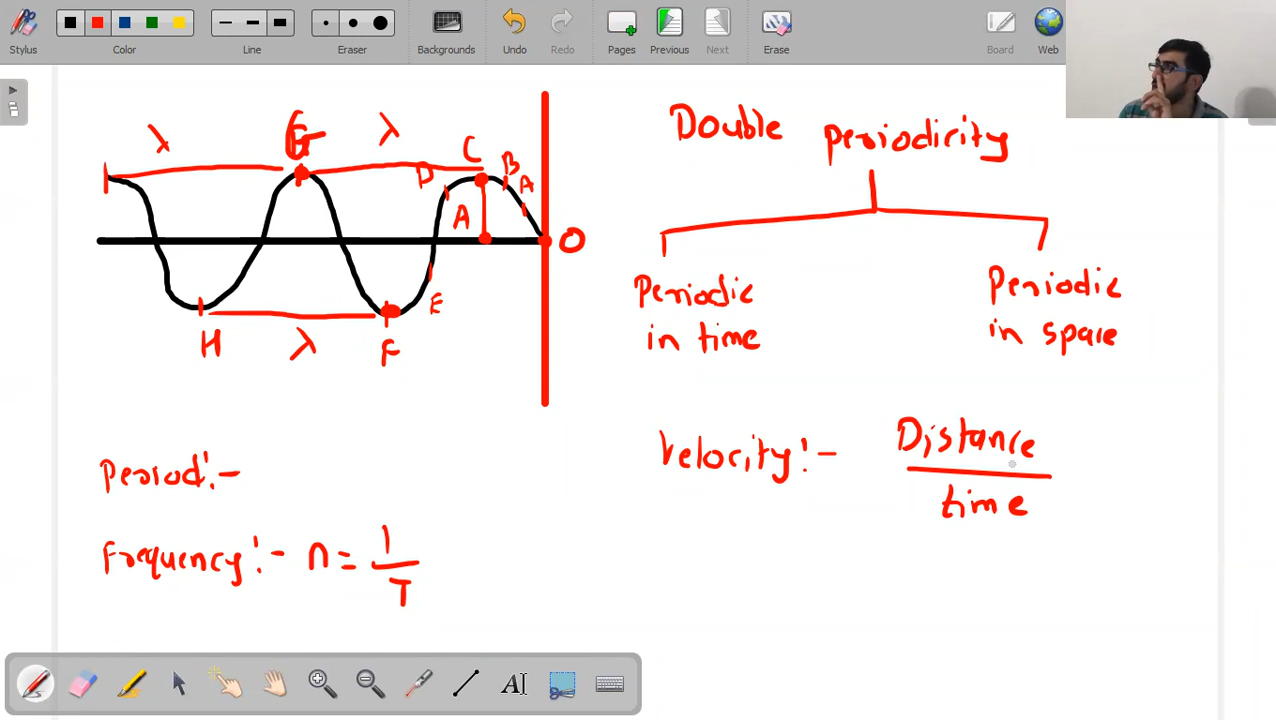 Stylus
Color
Line
Eraser
Backgrounds
Undo
Redo
Pages
Previous
Next
Erase
Board
Web
λ
G
λ
C
B
A
D
A
O
E
H
λ
F
Double periodicity
Periodic in time
Periodic in space
Period:-
Frequency:- n = 1/T
Velocity:- Distance/time